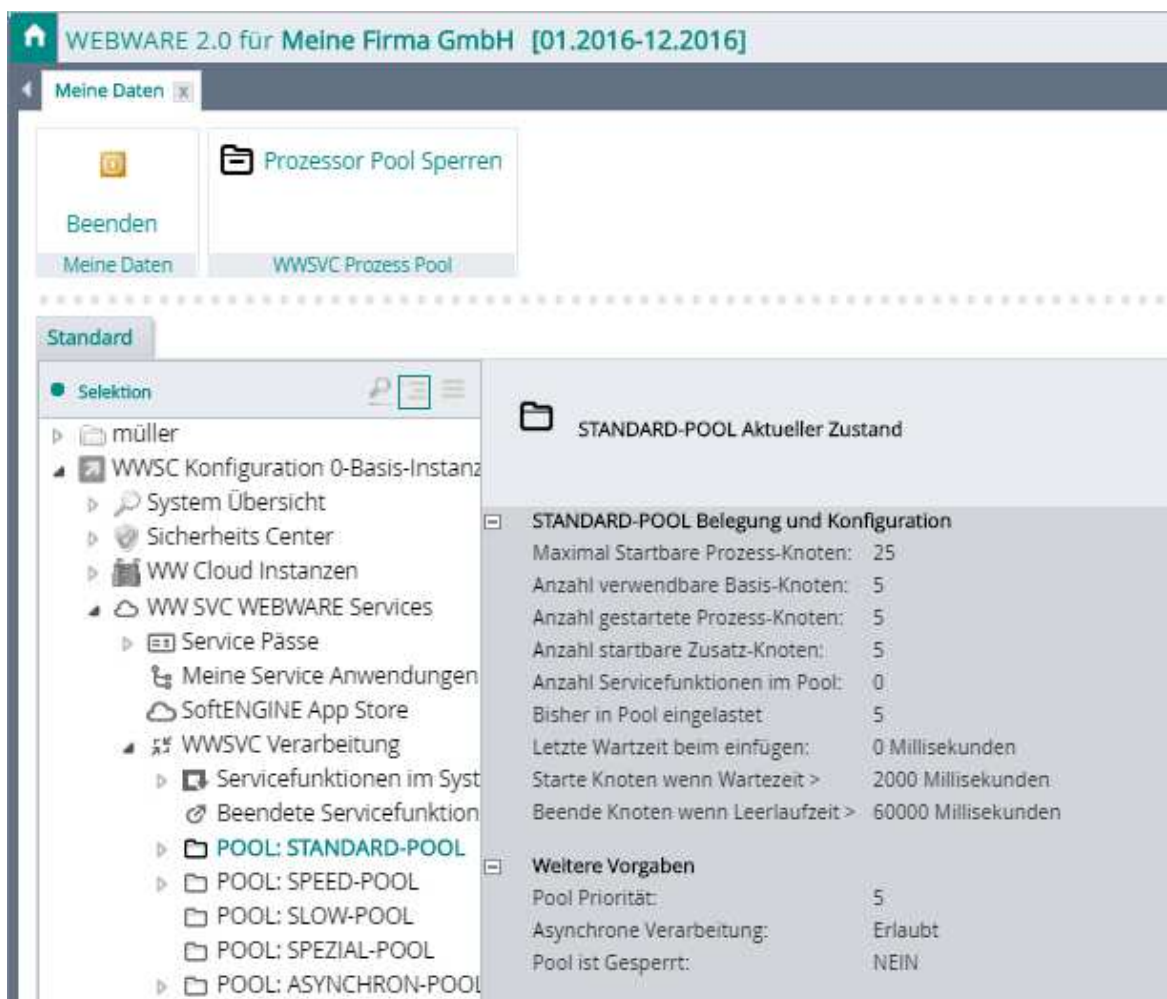 WEBWARE 2.0 für Meine Firma GmbH [01.2016-12.2016]
Meine Daten x
Prozessor Pool Sperren
Beenden
Meine Daten
WWSVC Prozess Pool
Standard
Selektion
müller
WWSC Konfiguration 0-Basis-Instanz
System Übersicht
Sicherheits Center
WW Cloud Instanzen
WW SVC WEBWARE Services
Service Pässe
Meine Service Anwendungen
SoftENGINE App Store
WWSVC Verarbeitung
Servicefunktionen im Syst
Beendete Servicefunktion
POOL: STANDARD-POOL
POOL: SPEED-POOL
POOL: SLOW-POOL
POOL: SPEZIAL-POOL
POOL: ASYNCHRON-POOL
STANDARD-POOL Aktueller Zustand
STANDARD-POOL Belegung und Konfiguration
Maximal Startbare Prozess-Knoten: 25
Anzahl verwendbare Basis-Knoten: 5
Anzahl gestartete Prozess-Knoten: 5
Anzahl startbare Zusatz-Knoten: 5
Anzahl Servicefunktionen im Pool: 0
Bisher in Pool eingelastet 5
Letzte Wartzeit beim einfügen: 0 Millisekunden
Starte Knoten wenn Wartezeit > 2000 Millisekunden
Beende Knoten wenn Leerlaufzeit > 60000 Millisekunden
Weitere Vorgaben
Pool Priorität: 5
Asynchrone Verarbeitung: Erlaubt
Pool ist Gesperrt: NEIN